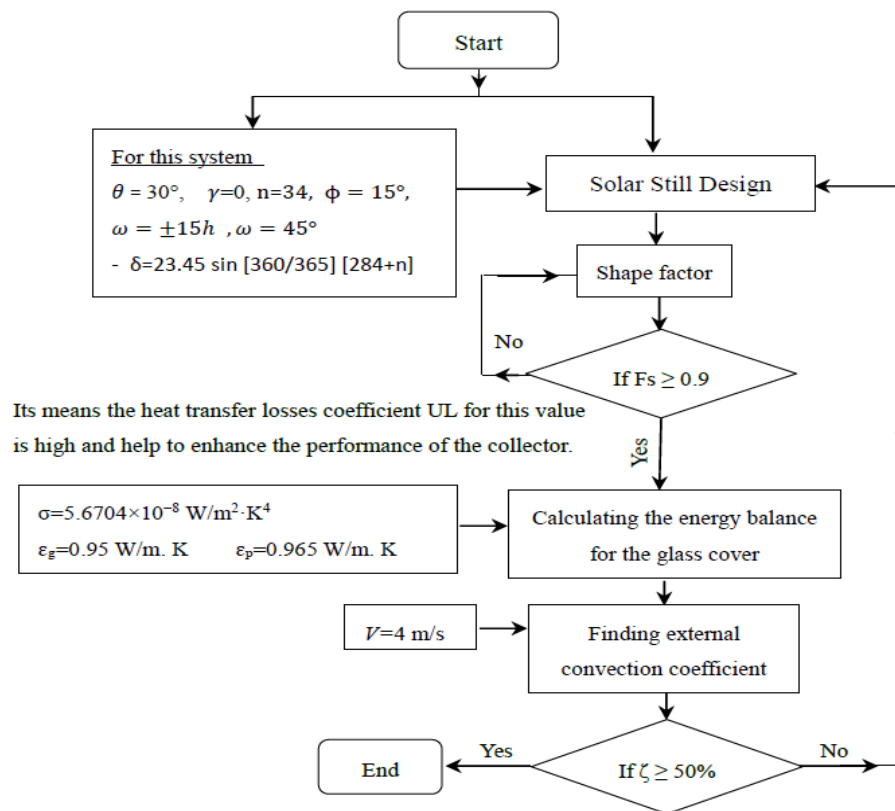 Start
For this system
θ = 30°, γ=0, n=34, ϕ = 15°,
ω = ±15h , ω = 45°
- δ=23.45 sin [360/365] [284+n]
Solar Still Design
Shape factor
No
If Fs ≥ 0.9
Its means the heat transfer losses coefficient UL for this value
is high and help to enhance the performance of the collector.
Yes
σ=5.6704×10⁻⁸ W/m²·K⁴
εg=0.95 W/m. K εp=0.965 W/m. K
Calculating the energy balance
for the glass cover
V=4 m/s
Finding external
convection coefficient
If ζ ≥ 50%
Yes
No
End